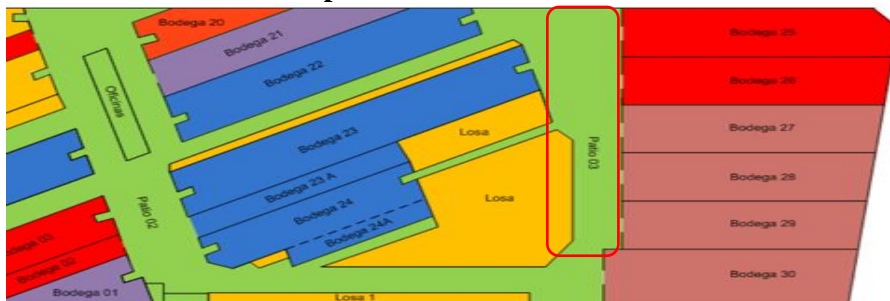 Bodega 20
Bodega 21
Bodega 22
Bodega 25
Bodega 26
Oficinas
Bodega 23
Losa
Bodega 27
Patio 03
Bodega 23 A
Bodega 28
Bodega 24
Losa
Patio 02
Bodega 24A
Bodega 29
Bodega 03
Bodega 02
Bodega 30
Bodega 01
Losa 1